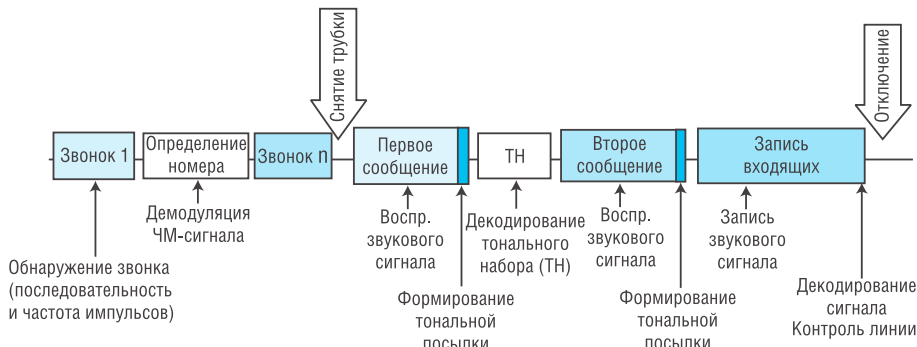 Снятие трубки
Отключение
Звонок 1
Определение
номера
Звонок n
Первое
сообщение
ТН
Второе
сообщение
Запись
входящих
Демодуляция
ЧМ-сигнала
Воспр.
звукового
сигнала
Декодирование
тонального
набора (ТН)
Воспр.
звукового
сигнала
Запись
звукового
сигнала
Обнаружение звонка
(последовательность
и частота импульсов)
Формирование
тональной
посылки
Формирование
тональной
посылки
Декодирование
сигнала
Контроль линии